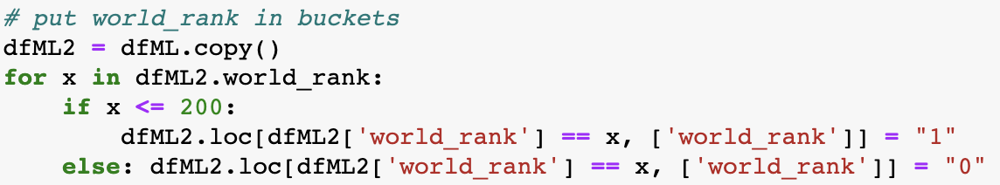 # put world_rank in buckets
dfML2 = dfML.copy()
for x in dfML2.world_rank:
    if x <= 200:
        dfML2.loc[dfML2['world_rank'] == x, ['world_rank']] = "1"
    else: dfML2.loc[dfML2['world_rank'] == x, ['world_rank']] = "0"